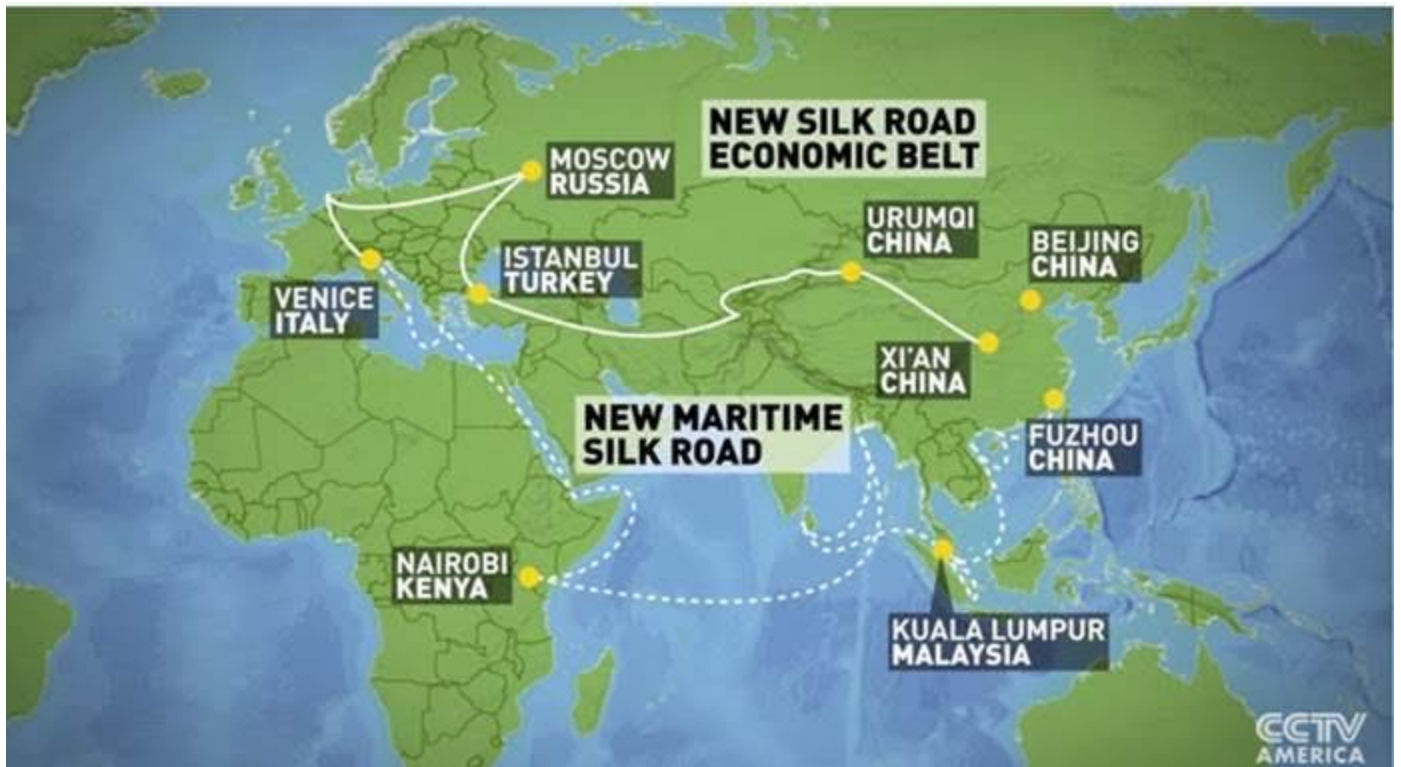 NEW SILK ROAD
ECONOMIC BELT
MOSCOW
RUSSIA
URUMQI
CHINA
BEIJING
CHINA
ISTANBUL
TURKEY
VENICE
ITALY
XI'AN
CHINA
NEW MARITIME
SILK ROAD
FUZHOU
CHINA
NAIROBI
KENYA
KUALA LUMPUR
MALAYSIA
CCTV
AMERICA